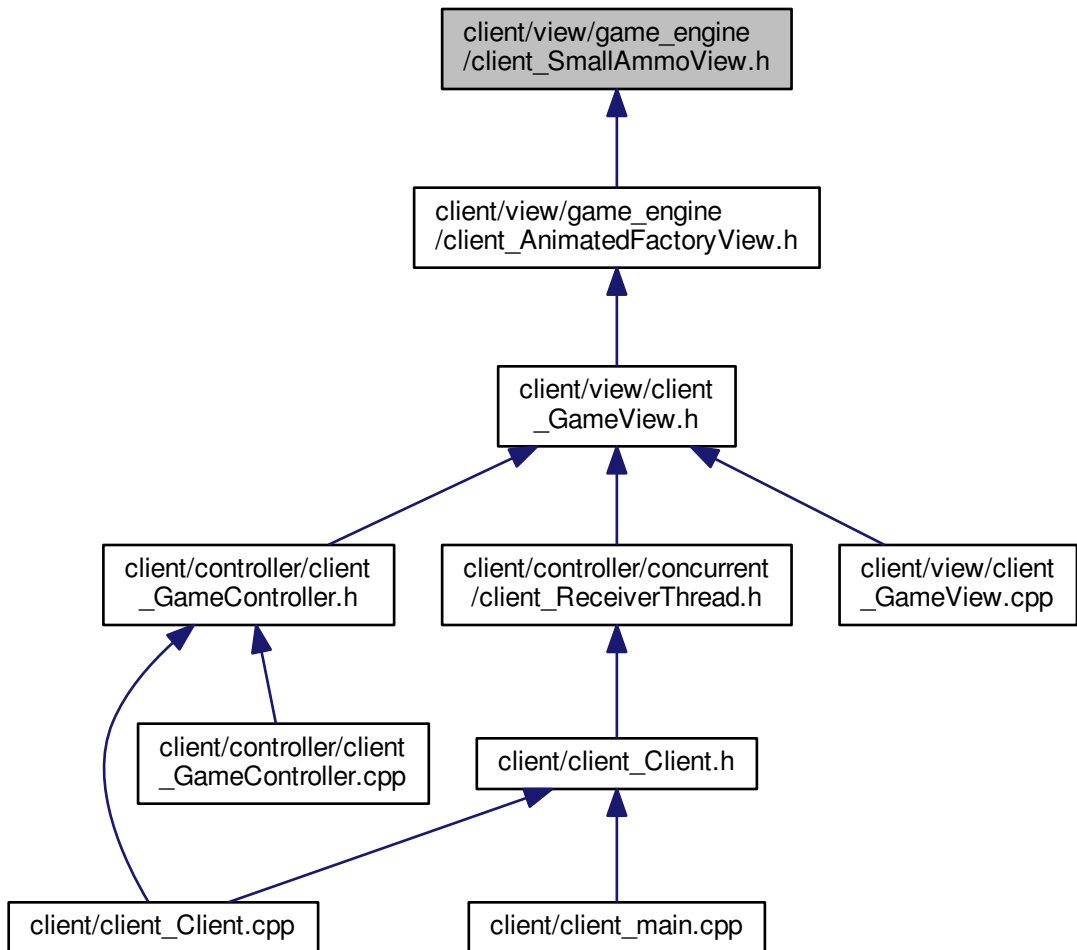 client/view/game_engine
/client_SmallAmmoView.h
client/view/game_engine
/client_AnimatedFactoryView.h
client/view/client
_GameView.h
client/controller/client
_GameController.h
client/controller/concurrent
/client_ReceiverThread.h
client/view/client
_GameView.cpp
client/controller/client
_GameController.cpp
client/client_Client.h
client/client_Client.cpp
client/client_main.cpp